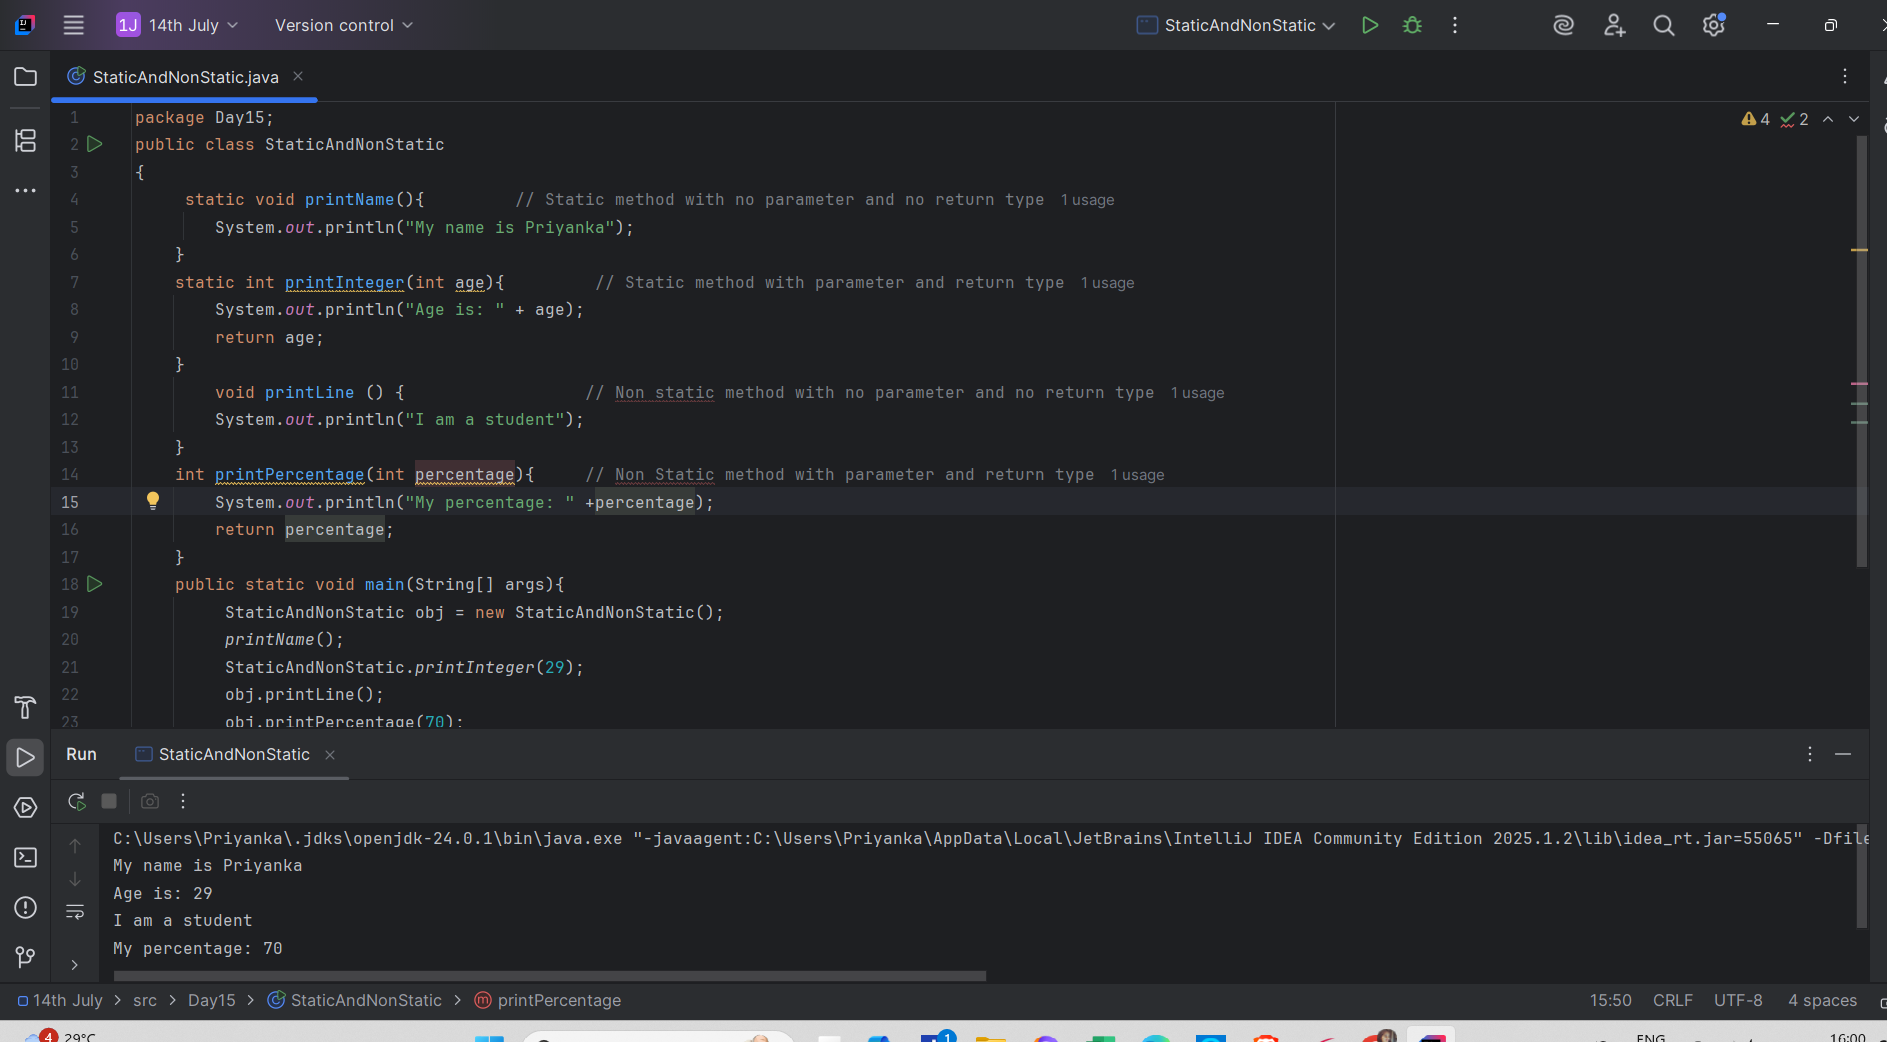 1J 14th July Version control StaticAndNonStatic
StaticAndNonStatic.java
4 2
1 package Day15;
2 public class StaticAndNonStatic
3 {
4 static void printName(){ // Static method with no parameter and no return type 1 usage
5 System.out.println("My name is Priyanka");
6 }
7 static int printInteger(int age){ // Static method with parameter and return type 1 usage
8 System.out.println("Age is: " + age);
9 return age;
10 }
11 void printLine () { // Non static method with no parameter and no return type 1 usage
12 System.out.println("I am a student");
13 }
14 int printPercentage(int percentage){ // Non Static method with parameter and return type 1 usage
15 System.out.println("My percentage: " +percentage);
16 return percentage;
17 }
18 public static void main(String[] args){
19 StaticAndNonStatic obj = new StaticAndNonStatic();
20 printName();
21 StaticAndNonStatic.printInteger(29);
22 obj.printLine();
23 obj.printPercentage(70);
Run StaticAndNonStatic
C:\Users\Priyanka\.jdks\openjdk-24.0.1\bin\java.exe "-javaagent:C:\Users\Priyanka\AppData\Local\JetBrains\IntelliJ IDEA Community Edition 2025.1.2\lib\idea_rt.jar=55065" -Dfile
My name is Priyanka
Age is: 29
I am a student
My percentage: 70
14th July > src > Day15 > StaticAndNonStatic > printPercentage 15:50 CRLF UTF-8 4 spaces
4 29°C 1 ENG 16:00